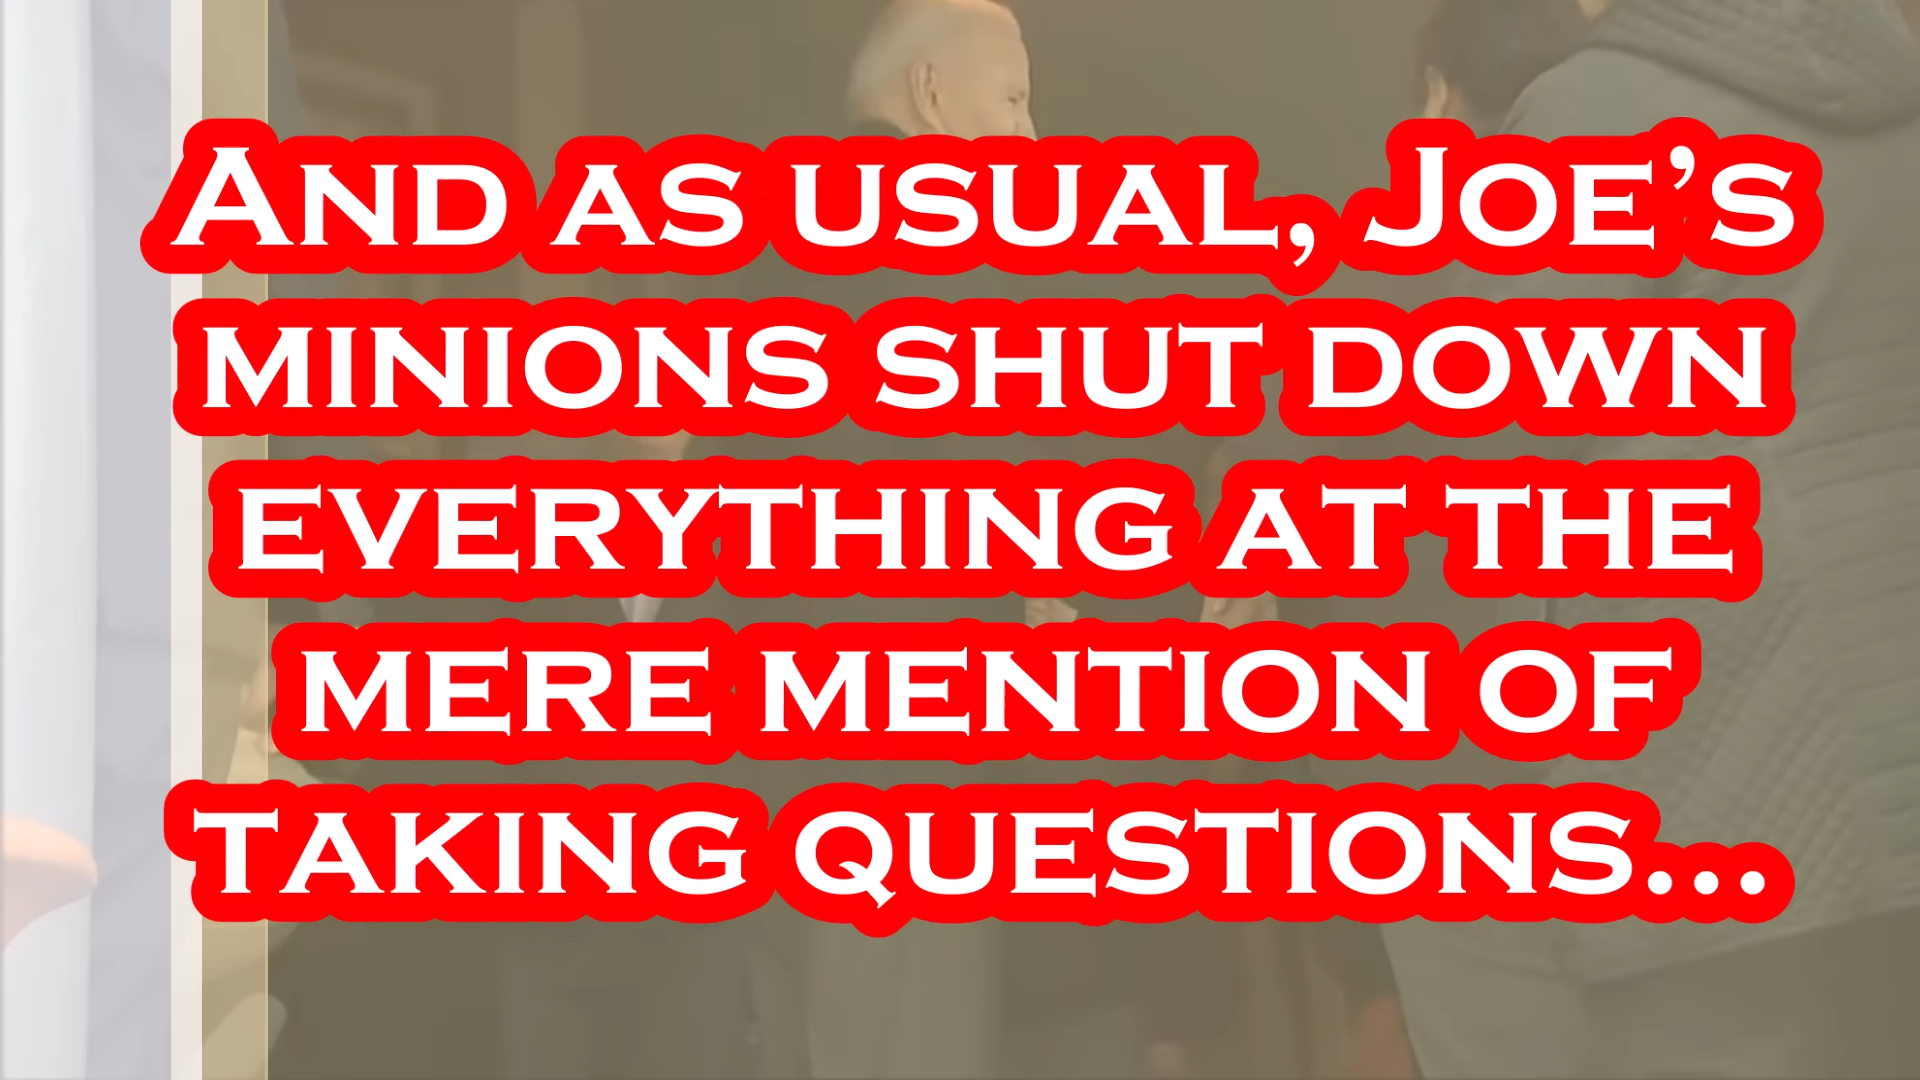 And as usual, Joe’s
minions shut down
everything at the
mere mention of
taking questions...